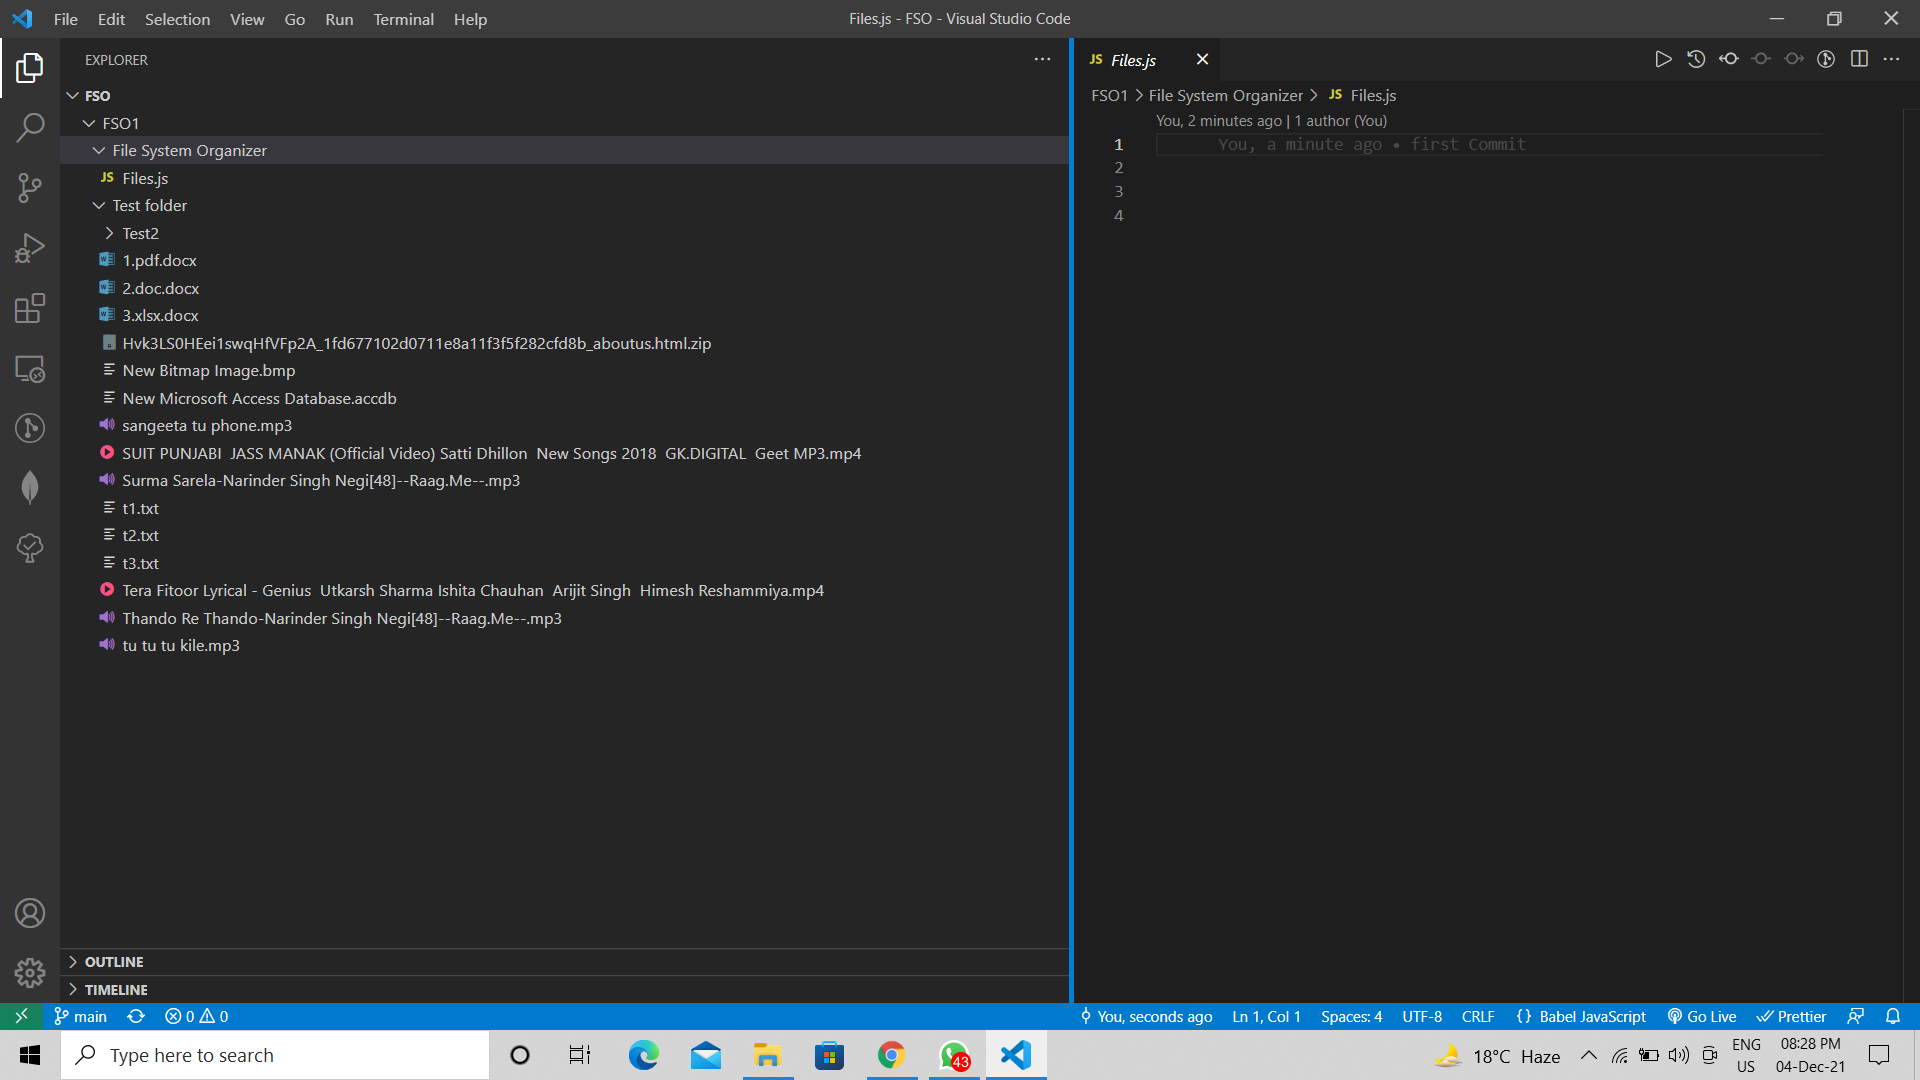 File Edit Selection View Go Run Terminal Help
Files.js - FSO - Visual Studio Code
EXPLORER
FSO
FSO1
File System Organizer
JS Files.js
Test folder
Test2
1.pdf.docx
2.doc.docx
3.xlsx.docx
Hvk3LS0HEei1swqHfVFp2A_1fd677102d0711e8a11f3f5f282cfd8b_aboutus.html.zip
New Bitmap Image.bmp
New Microsoft Access Database.accdb
sangeeta tu phone.mp3
SUIT PUNJABI  JASS MANAK (Official Video) Satti Dhillon  New Songs 2018  GK.DIGITAL  Geet MP3.mp4
Surma Sarela-Narinder Singh Negi[48]--Raag.Me--.mp3
t1.txt
t2.txt
t3.txt
Tera Fitoor Lyrical - Genius  Utkarsh Sharma Ishita Chauhan  Arijit Singh  Himesh Reshammiya.mp4
Thando Re Thando-Narinder Singh Negi[48]--Raag.Me--.mp3
tu tu tu kile.mp3
OUTLINE
TIMELINE
JS Files.js
FSO1 > File System Organizer > JS Files.js
You, 2 minutes ago | 1 author (You)
1 You, a minute ago • first Commit
2
3
4
main 0 0
You, seconds ago Ln 1, Col 1 Spaces: 4 UTF-8 CRLF {} Babel JavaScript Go Live Prettier
Type here to search
43
18°C Haze
ENG
US
08:28 PM
04-Dec-21